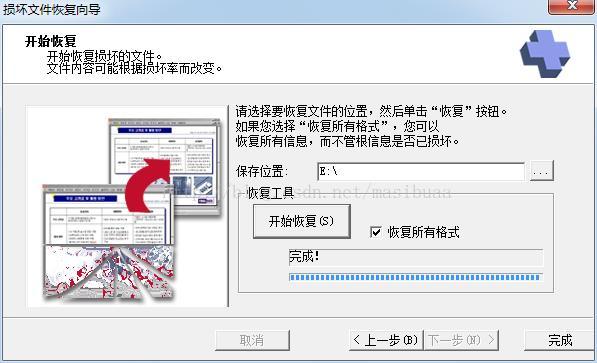 损坏文件恢复向导
开始恢复
开始恢复损坏的文件。
文件内容可能根据损坏率而改变。
请选择要恢复文件的位置，然后单击“恢复”按钮。
如果您选择“恢复所有格式”，您可以
恢复所有信息，而不管根信息是否已损坏。
保存位置：
E:\
...
恢复工具
开始恢复(S)
恢复所有格式
完成！
取消
< 上一步(B)
下一步(N) >
完成